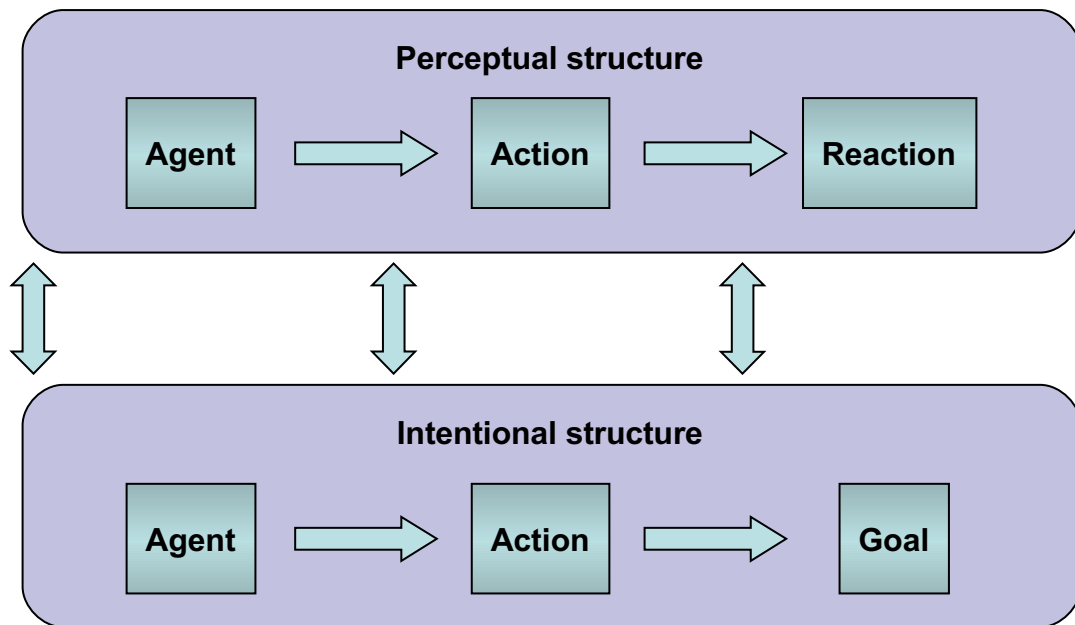 Perceptual structure
Agent
Action
Reaction
Intentional structure
Agent
Action
Goal